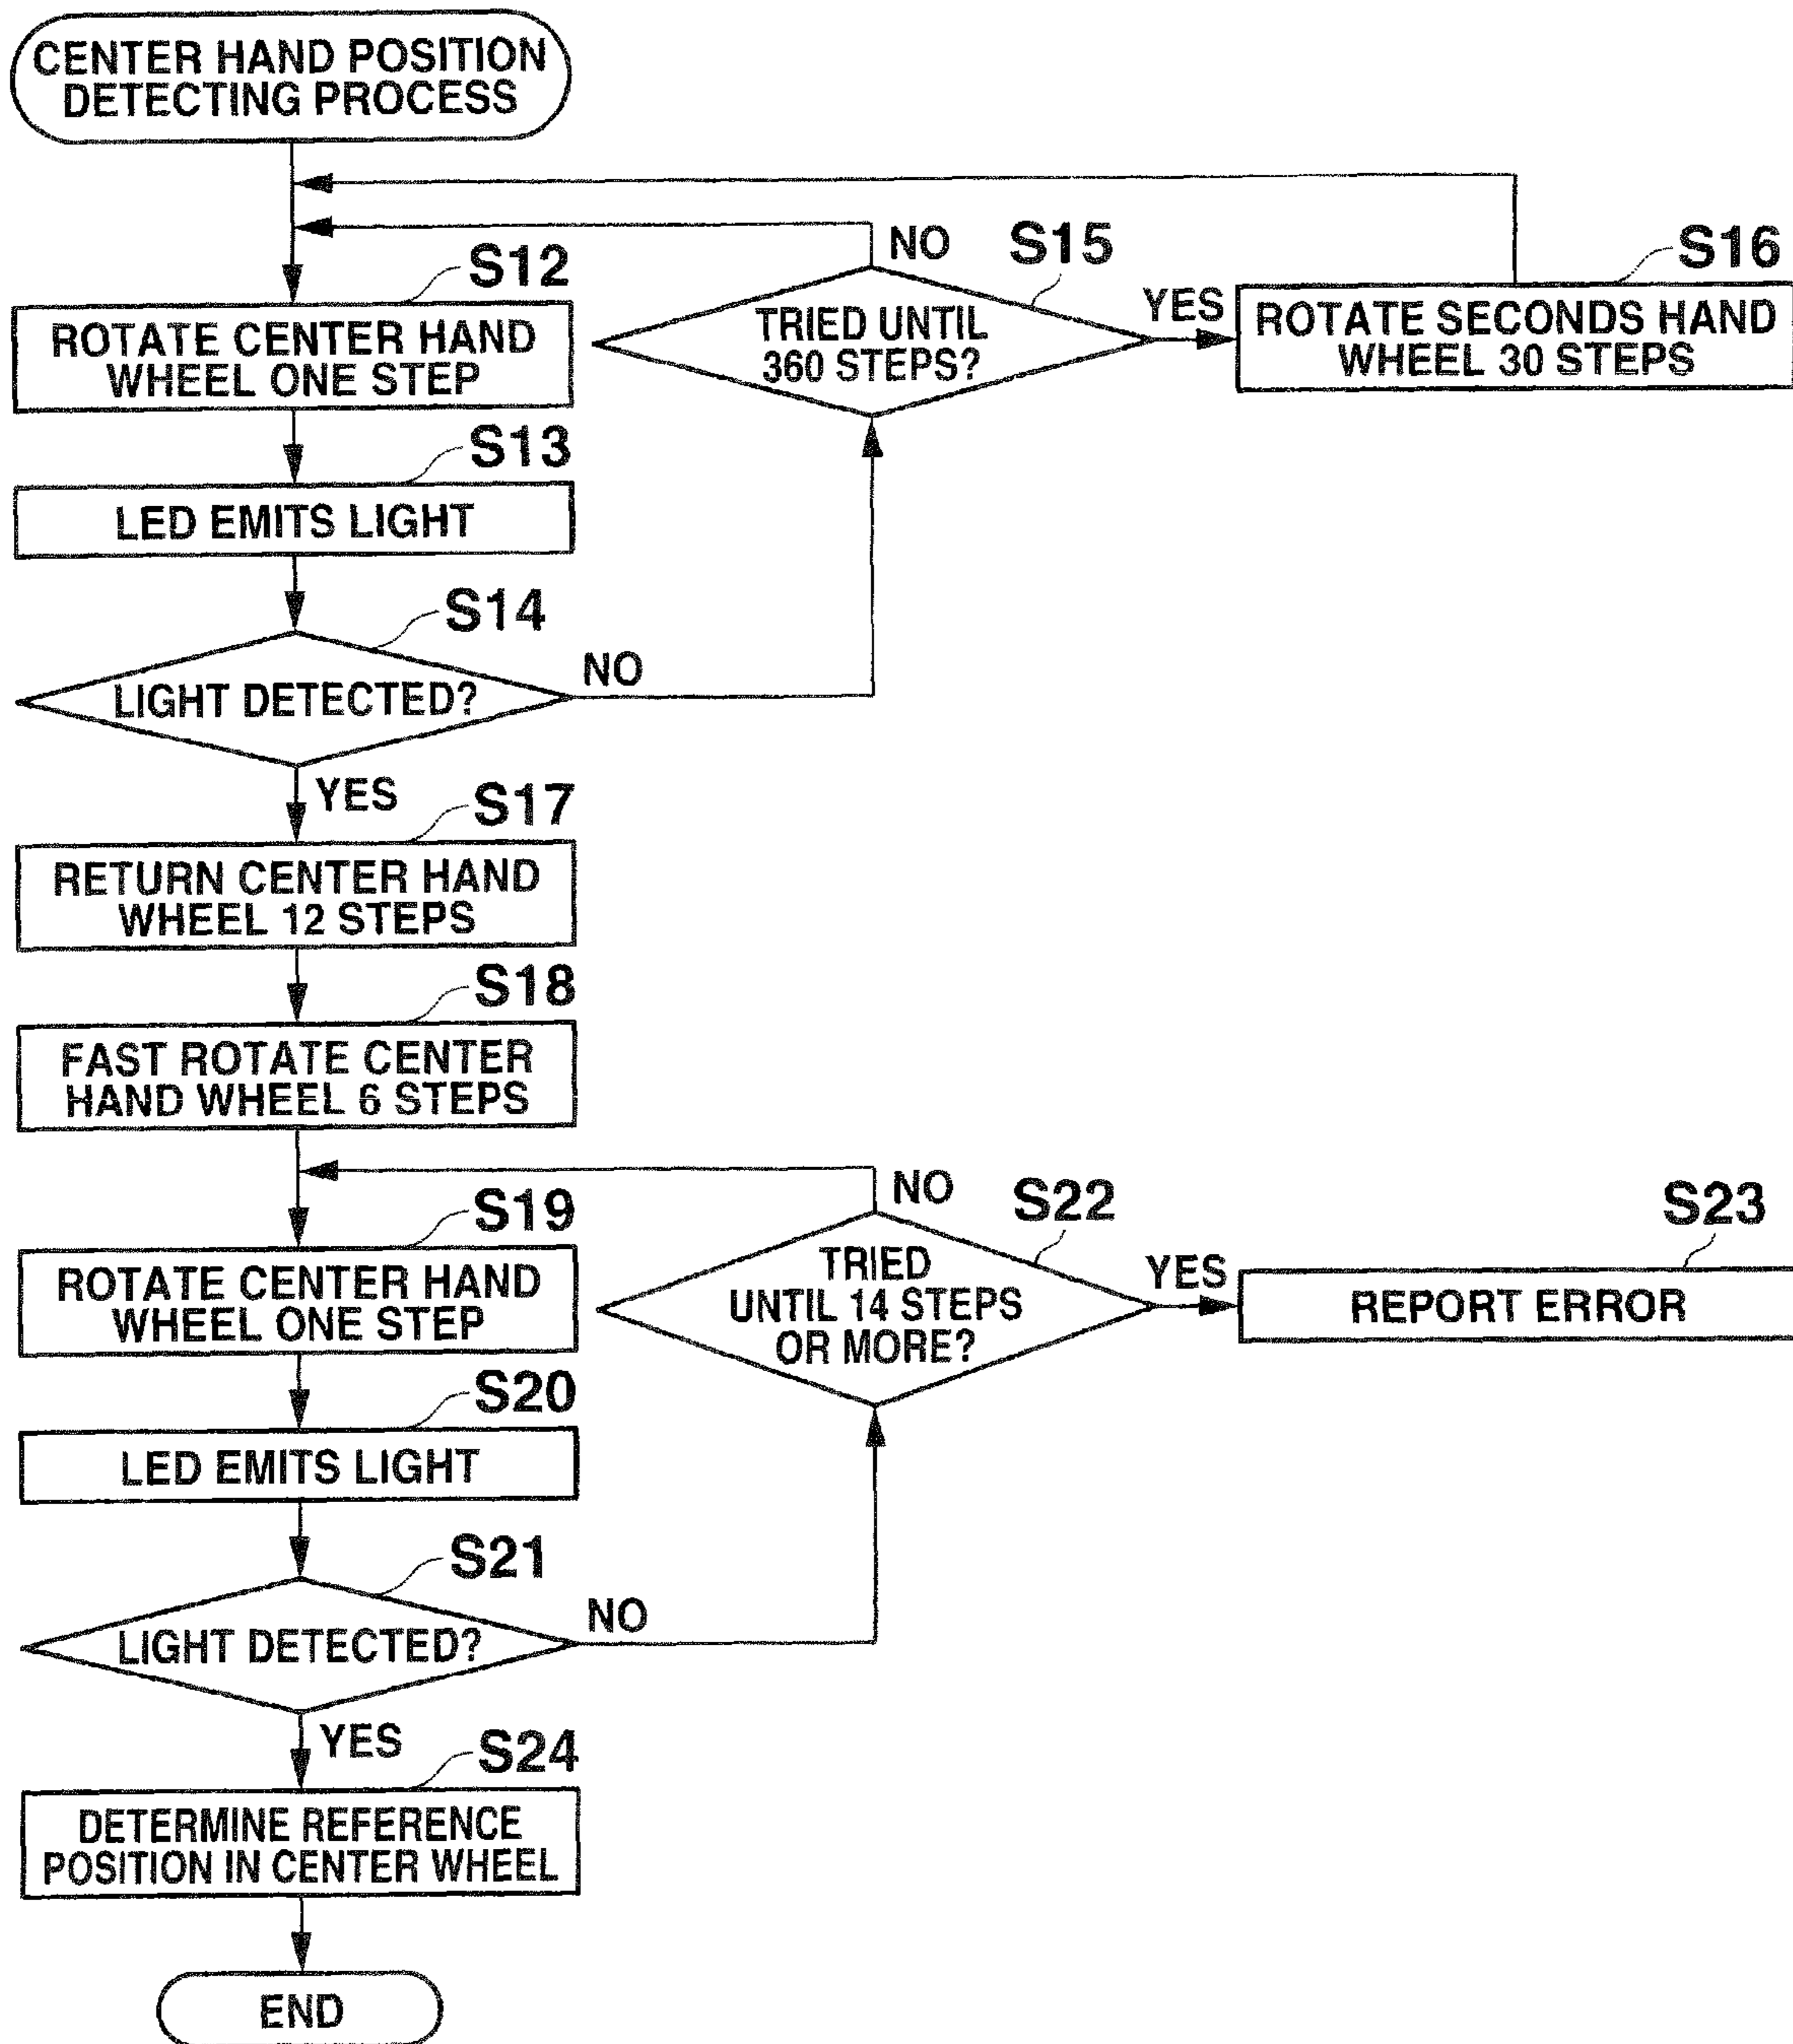 CENTER HAND POSITION
DETECTING PROCESS
S12
ROTATE CENTER HAND
WHEEL ONE STEP
S13
LED EMITS LIGHT
S14
LIGHT DETECTED?
NO
YES
S15
TRIED UNTIL
360 STEPS?
NO
YES
S16
ROTATE SECONDS HAND
WHEEL 30 STEPS
S17
RETURN CENTER HAND
WHEEL 12 STEPS
S18
FAST ROTATE CENTER
HAND WHEEL 6 STEPS
S19
ROTATE CENTER HAND
WHEEL ONE STEP
S20
LED EMITS LIGHT
S21
LIGHT DETECTED?
NO
YES
S22
TRIED
UNTIL 14 STEPS
OR MORE?
NO
YES
S23
REPORT ERROR
S24
DETERMINE REFERENCE
POSITION IN CENTER WHEEL
END